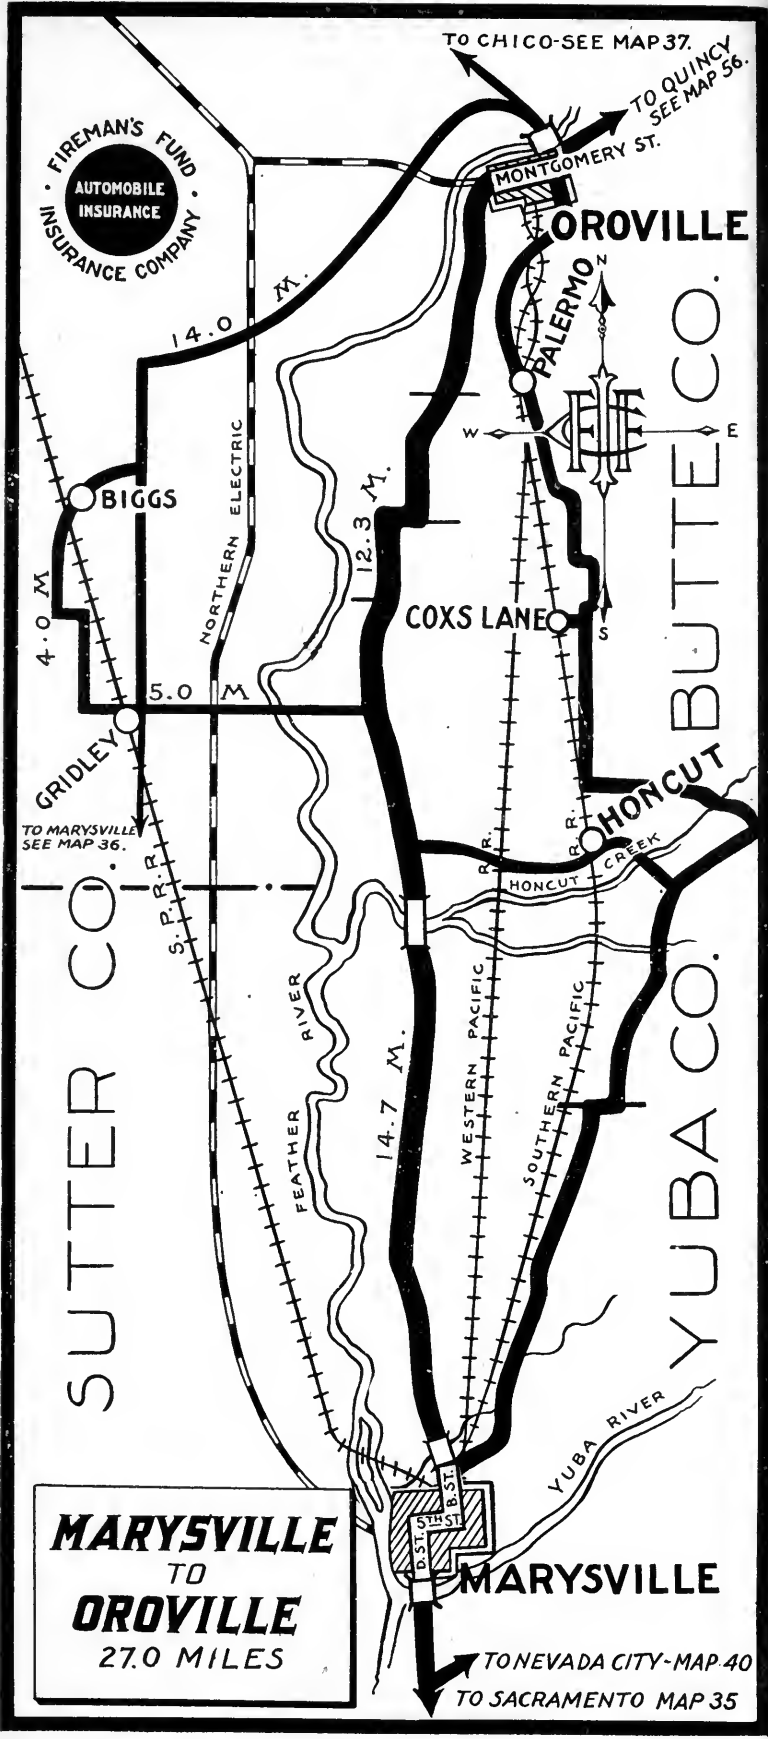 TO CHICO-SEE MAP 37.
TO QUINCY
SEE MAP 56.
FIREMAN'S FUND
INSURANCE COMPANY
AUTOMOBILE
INSURANCE
MONTGOMERY ST.
OROVILLE
N
PALERMO
14.0 M.
W
E
S
BUTTE CO.
BIGGS
NORTHERN ELECTRIC
12.3 M.
4.0 M
COXS LANE
5.0 M
GRIDLEY
HONCUT
TO MARYSVILLE
SEE MAP 36.
R. R.
R. R.
HONCUT CREEK
S. P. R. R.
SUTTER CO.
FEATHER RIVER
14.7 M.
WESTERN PACIFIC
SOUTHERN PACIFIC
YUBA CO.
YUBA RIVER
B. ST.
5TH ST.
D. ST.
MARYSVILLE
TO
OROVILLE
27.0 MILES
MARYSVILLE
TO NEVADA CITY-MAP 40
TO SACRAMENTO MAP 35